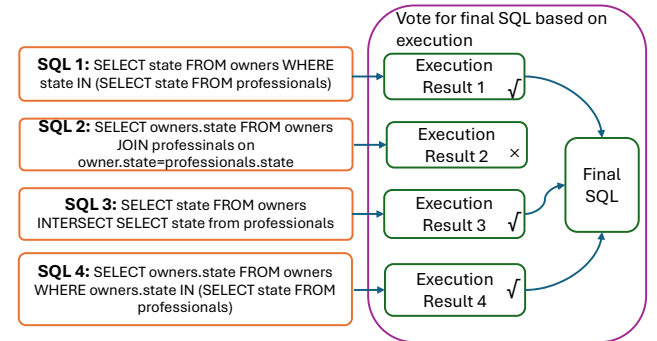 Vote for final SQL based on
execution
SQL 1: SELECT state FROM owners WHERE
state IN (SELECT state FROM professionals)
Execution
Result 1 √
SQL 2: SELECT owners.state FROM owners
JOIN professinals on
owner.state=professionals.state
Execution
Result 2 ×
Final
SQL
SQL 3: SELECT state FROM owners
INTERSECT SELECT state from professionals
Execution
Result 3 √
SQL 4: SELECT owners.state FROM owners
WHERE owners.state IN (SELECT state FROM
professionals)
Execution
Result 4 √